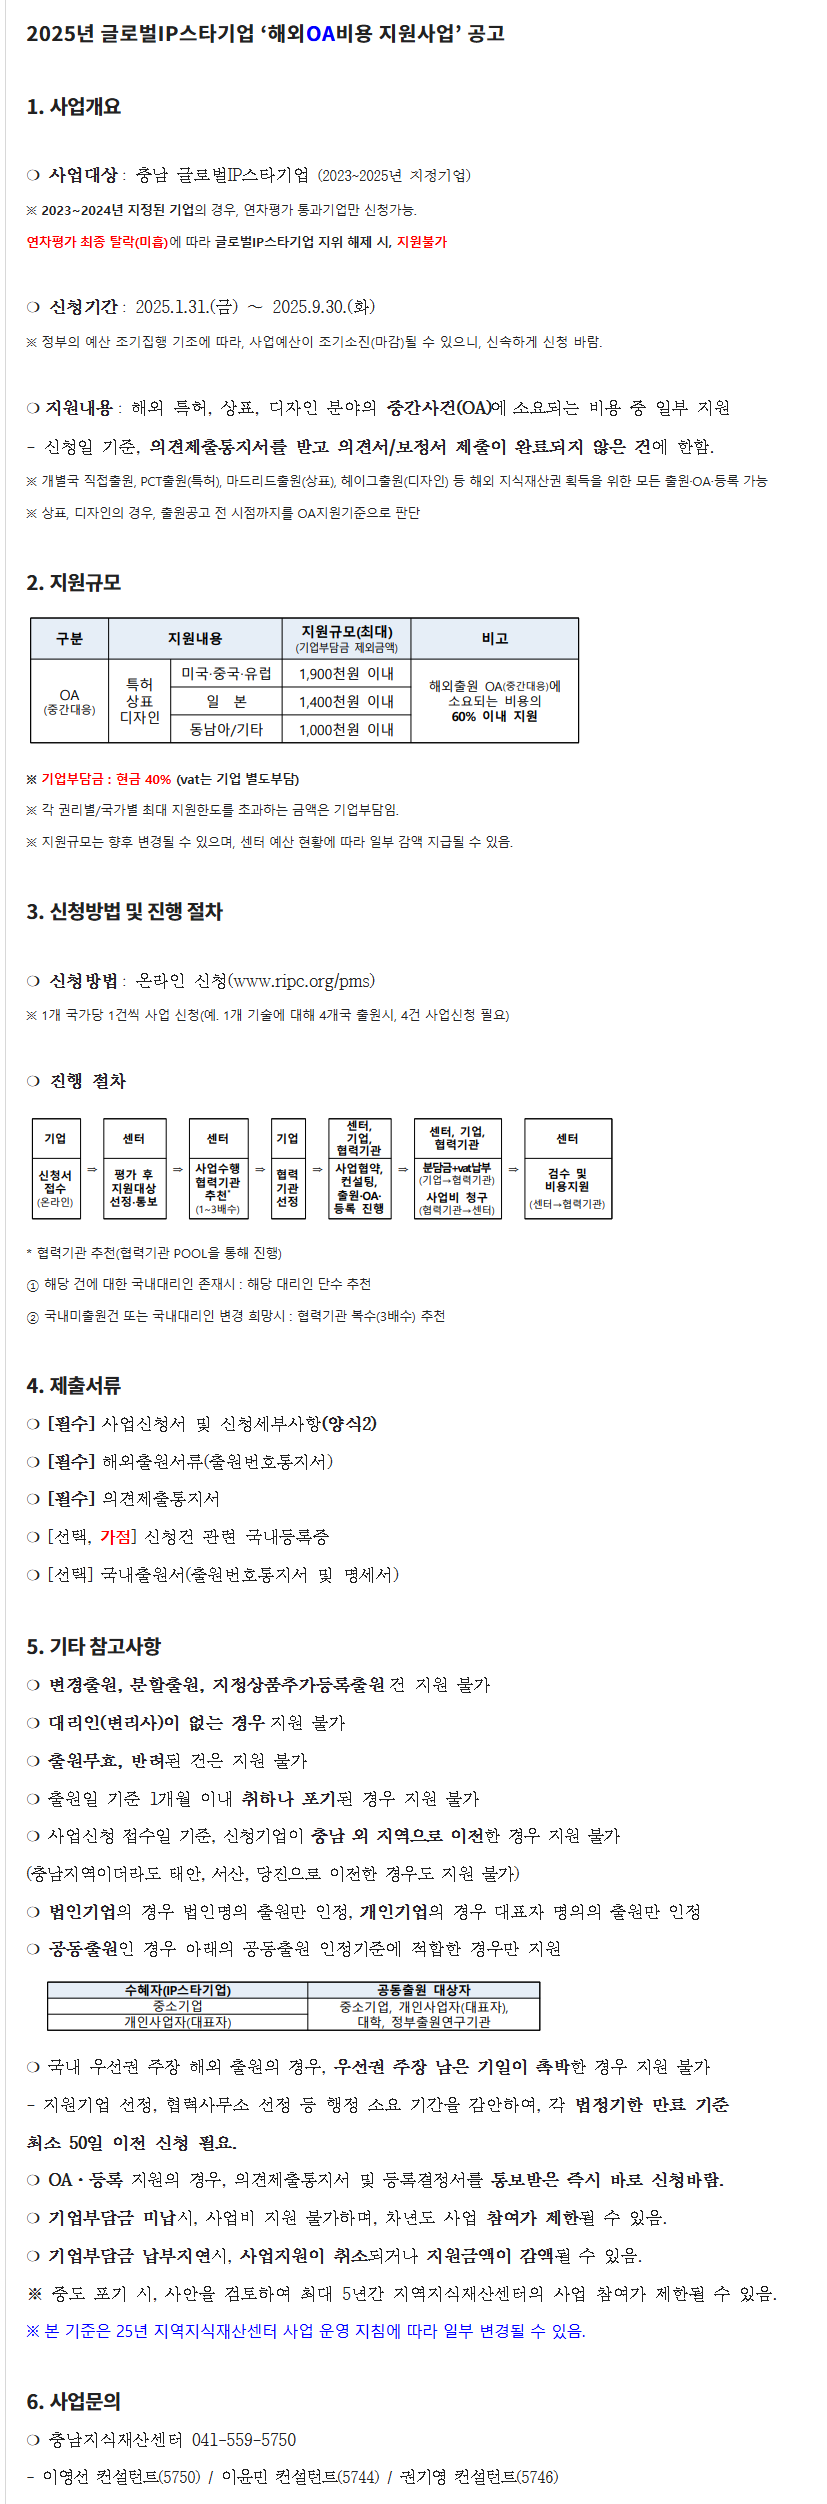 2025년 글로벌IP스타기업 ‘해외OA비용 지원사업’ 공고
1. 사업개요
❍ 사업대상 : 충남 글로벌IP스타기업 (2023~2025년 지정기업)
※ 2023~2024년 지정된 기업의 경우, 연차평가 통과기업만 신청가능.
연차평가 최종 탈락(미흡)에 따라 글로벌IP스타기업 지위 해제 시, 지원불가
❍ 신청기간 : 2025.1.31.(금) ～ 2025.9.30.(화)
※ 정부의 예산 조기집행 기조에 따라, 사업예산이 조기소진(마감)될 수 있으니, 신속하게 신청 바람.
❍ 지원내용 : 해외 특허, 상표, 디자인 분야의 중간사건(OA)에 소요되는 비용 중 일부 지원
- 신청일 기준, 의견제출통지서를 받고 의견서/보정서 제출이 완료되지 않은 건에 한함.
※ 개별국 직접출원, PCT출원(특허), 마드리드출원(상표), 헤이그출원(디자인) 등 해외 지식재산권 획득을 위한 모든 출원·OA·등록 가능
※ 상표, 디자인의 경우, 출원공고 전 시점까지를 OA지원기준으로 판단
2. 지원규모
구분 지원내용 지원규모(최대) 비고
(기업부담금 제외금액)
OA
(중간대응)
특허
상표
디자인
미국·중국·유럽 1,900천원 이내
일 본 1,400천원 이내
동남아/기타 1,000천원 이내
해외출원 OA(중간대응)에
소요되는 비용의
60% 이내 지원
※ 기업부담금 : 현금 40% (vat는 기업 별도부담)
※ 각 권리별/국가별 최대 지원한도를 초과하는 금액은 기업부담임.
※ 지원규모는 향후 변경될 수 있으며, 센터 예산 현황에 따라 일부 감액 지급될 수 있음.
3. 신청방법 및 진행 절차
❍ 신청방법 : 온라인 신청(www.ripc.org/pms)
※ 1개 국가당 1건씩 사업 신청(예. 1개 기술에 대해 4개국 출원시, 4건 사업신청 필요)
❍ 진행 절차
기업
신청서
접수
(온라인)
⇒
센터
평가 후
지원대상
선정·통보
⇒
센터
사업수행
협력기관
추천*
(1~3배수)
⇒
기업
협력
기관
선정
⇒
센터,
기업,
협력기관
사업협약,
컨설팅,
출원·OA·
등록 진행
⇒
센터, 기업,
협력기관
분담금+vat납부
(기업→협력기관)
사업비 청구
(협력기관→센터)
⇒
센터
검수 및
비용지원
(센터→협력기관)
* 협력기관 추천(협력기관 POOL을 통해 진행)
① 해당 건에 대한 국내대리인 존재시 : 해당 대리인 단수 추천
② 국내미출원건 또는 국내대리인 변경 희망시 : 협력기관 복수(3배수) 추천
4. 제출서류
❍ [필수] 사업신청서 및 신청세부사항(양식2)
❍ [필수] 해외출원서류(출원번호통지서)
❍ [필수] 의견제출통지서
❍ [선택, 가점] 신청건 관련 국내등록증
❍ [선택] 국내출원서(출원번호통지서 및 명세서)
5. 기타 참고사항
❍ 변경출원, 분할출원, 지정상품추가등록출원 건 지원 불가
❍ 대리인(변리사)이 없는 경우 지원 불가
❍ 출원무효, 반려된 건은 지원 불가
❍ 출원일 기준 1개월 이내 취하나 포기된 경우 지원 불가
❍ 사업신청 접수일 기준, 신청기업이 충남 외 지역으로 이전한 경우 지원 불가
(충남지역이더라도 태안, 서산, 당진으로 이전한 경우도 지원 불가)
❍ 법인기업의 경우 법인명의 출원만 인정, 개인기업의 경우 대표자 명의의 출원만 인정
❍ 공동출원인 경우 아래의 공동출원 인정기준에 적합한 경우만 지원
수혜자(IP스타기업) 공동출원 대상자
중소기업
개인사업자(대표자)
중소기업, 개인사업자(대표자),
대학, 정부출원연구기관
❍ 국내 우선권 주장 해외 출원의 경우, 우선권 주장 남은 기일이 촉박한 경우 지원 불가
- 지원기업 선정, 협력사무소 선정 등 행정 소요 기간을 감안하여, 각 법정기한 만료 기준
최소 50일 이전 신청 필요.
❍ OA·등록 지원의 경우, 의견제출통지서 및 등록결정서를 통보받은 즉시 바로 신청바람.
❍ 기업부담금 미납시, 사업비 지원 불가하며, 차년도 사업 참여가 제한될 수 있음.
❍ 기업부담금 납부지연시, 사업지원이 취소되거나 지원금액이 감액될 수 있음.
※ 중도 포기 시, 사안을 검토하여 최대 5년간 지역지식재산센터의 사업 참여가 제한될 수 있음.
※ 본 기준은 25년 지역지식재산센터 사업 운영 지침에 따라 일부 변경될 수 있음.
6. 사업문의
❍ 충남지식재산센터 041-559-5750
- 이영선 컨설턴트(5750) / 이윤민 컨설턴트(5744) / 권기영 컨설턴트(5746)